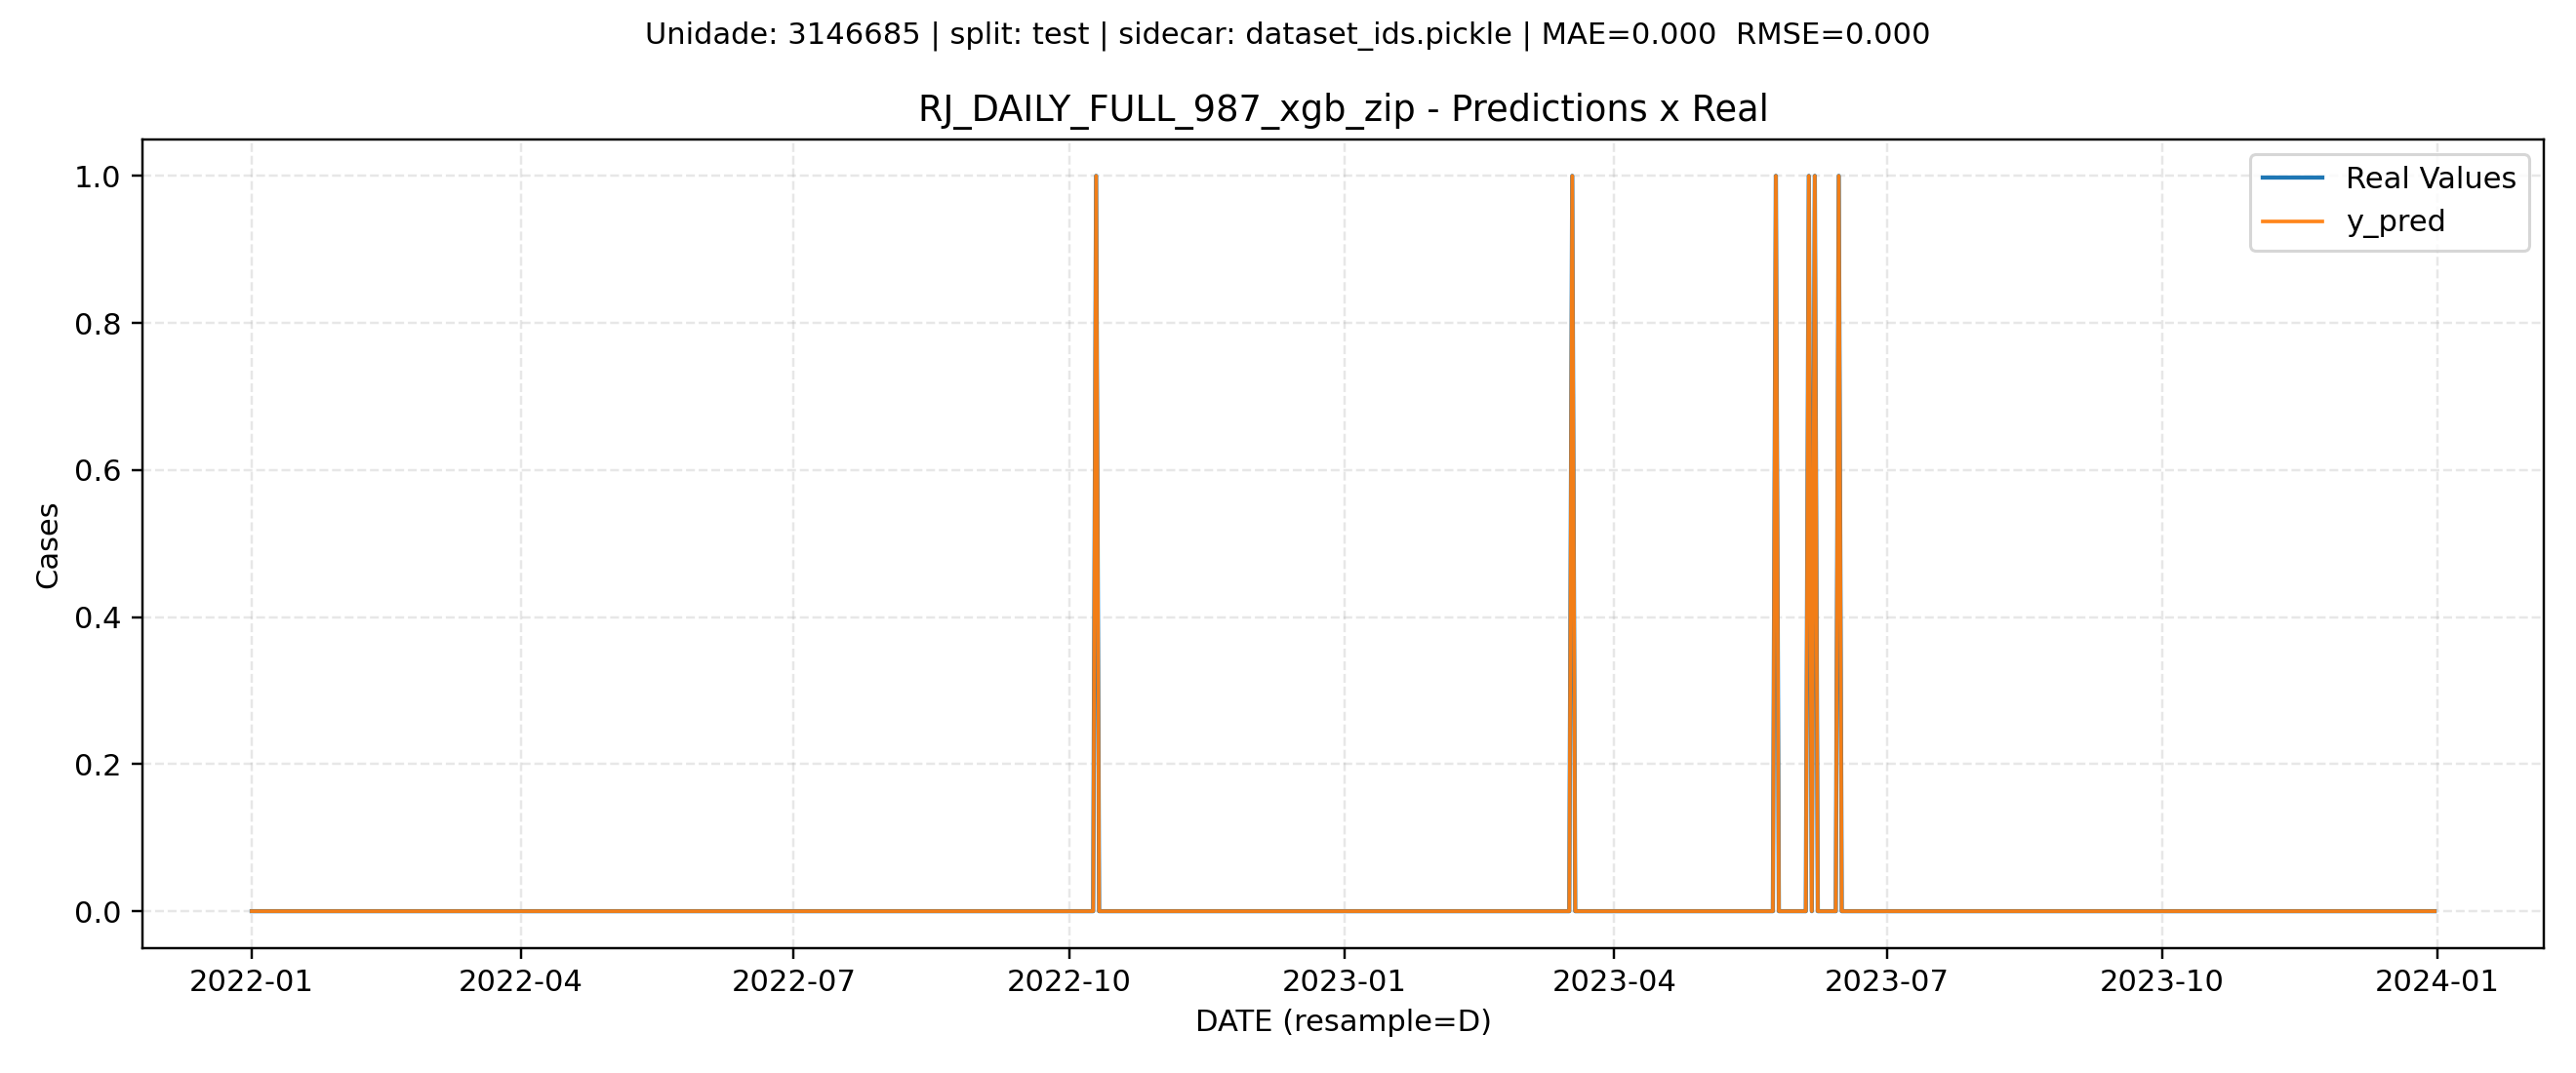 Unidade: 3146685 | split: test | sidecar: dataset_ids.pickle | MAE=0.000  RMSE=0.000
RJ_DAILY_FULL_987_xgb_zip - Predictions x Real
Real Values
y_pred
Cases
1.0
0.8
0.6
0.4
0.2
0.0
2022-01 2022-04 2022-07 2022-10 2023-01 2023-04 2023-07 2023-10 2024-01
DATE (resample=D)